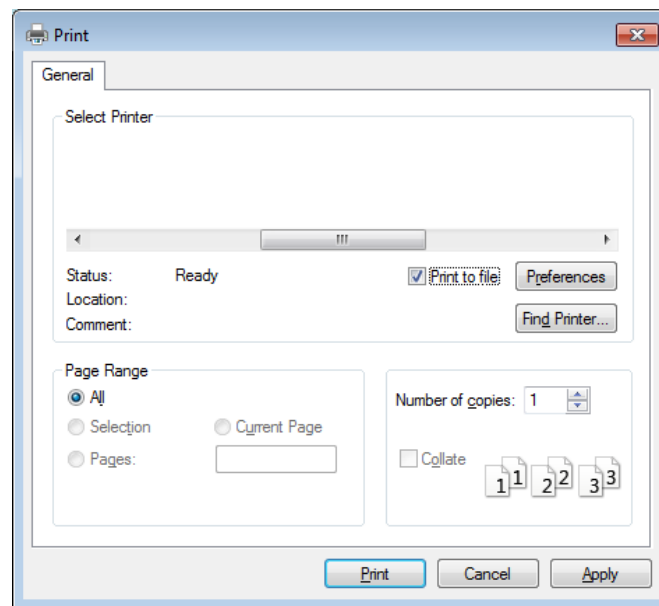 Print
General
Select Printer
Status: Ready
Print to file
Preferences
Location:
Comment:
Find Printer...
Page Range
All
Selection
Current Page
Pages:
Number of copies: 1
Collate
1 1 2 2 3 3
Print
Cancel
Apply